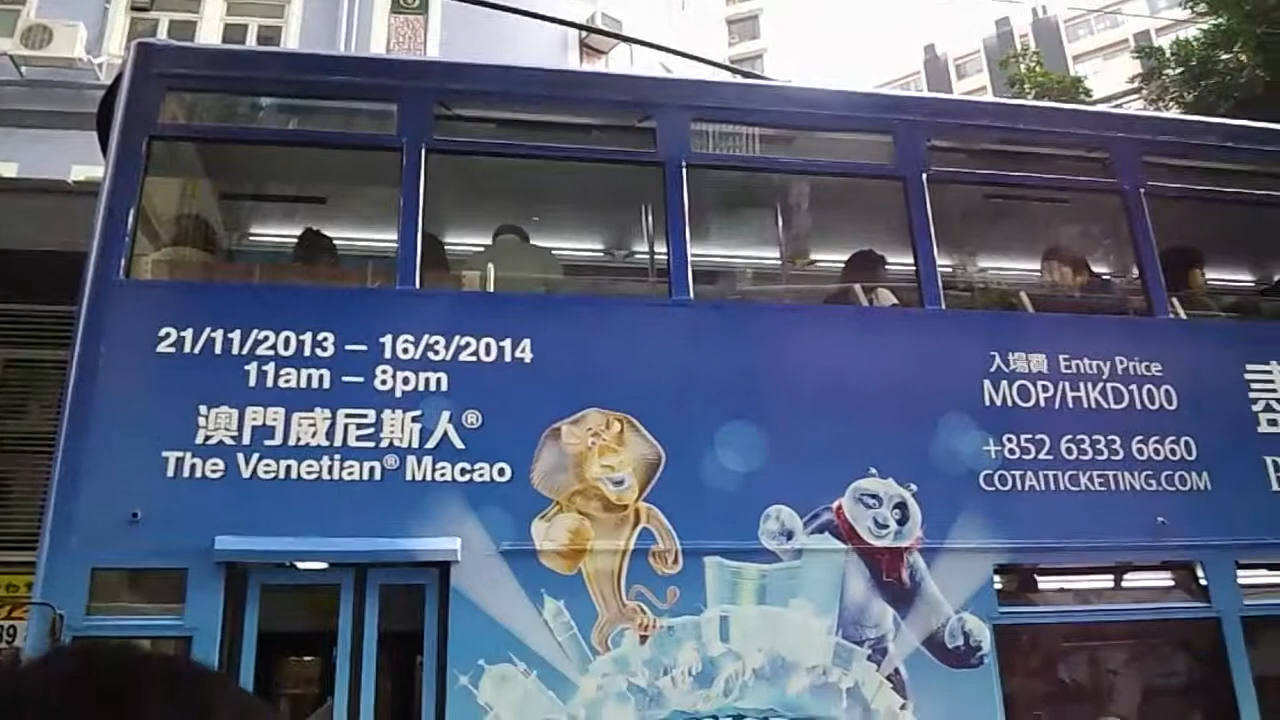 21/11/2013 – 16/3/2014
11am – 8pm
澳門威尼斯人®
The Venetian® Macao
入場費 Entry Price
MOP/HKD100
+852 6333 6660
COTAITICKETING.COM